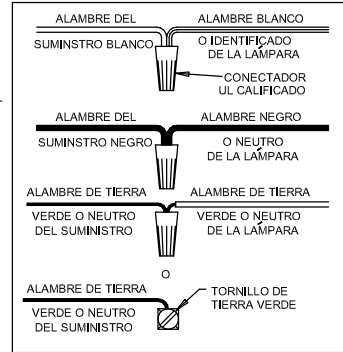 ALAMBRE DEL
SUMINSTRO BLANCO
ALAMBRE BLANCO
O IDENTIFICADO
DE LA LÁMPARA
CONECTADOR
UL CALIFICADO
ALAMBRE DEL
SUMINSTRO NEGRO
ALAMBRE NEGRO
O NEUTRO
DE LA LÁMPARA
ALAMBRE DE TIERRA
VERDE O NEUTRO
DEL SUMINISTRO
ALAMBRE DE TIERRA
VERDE O NEUTRO
DE LA LÁMPARA
O
ALAMBRE DE TIERRA
VERDE O NEUTRO
DEL SUMINISTRO
TORNILLO DE
TIERRA VERDE